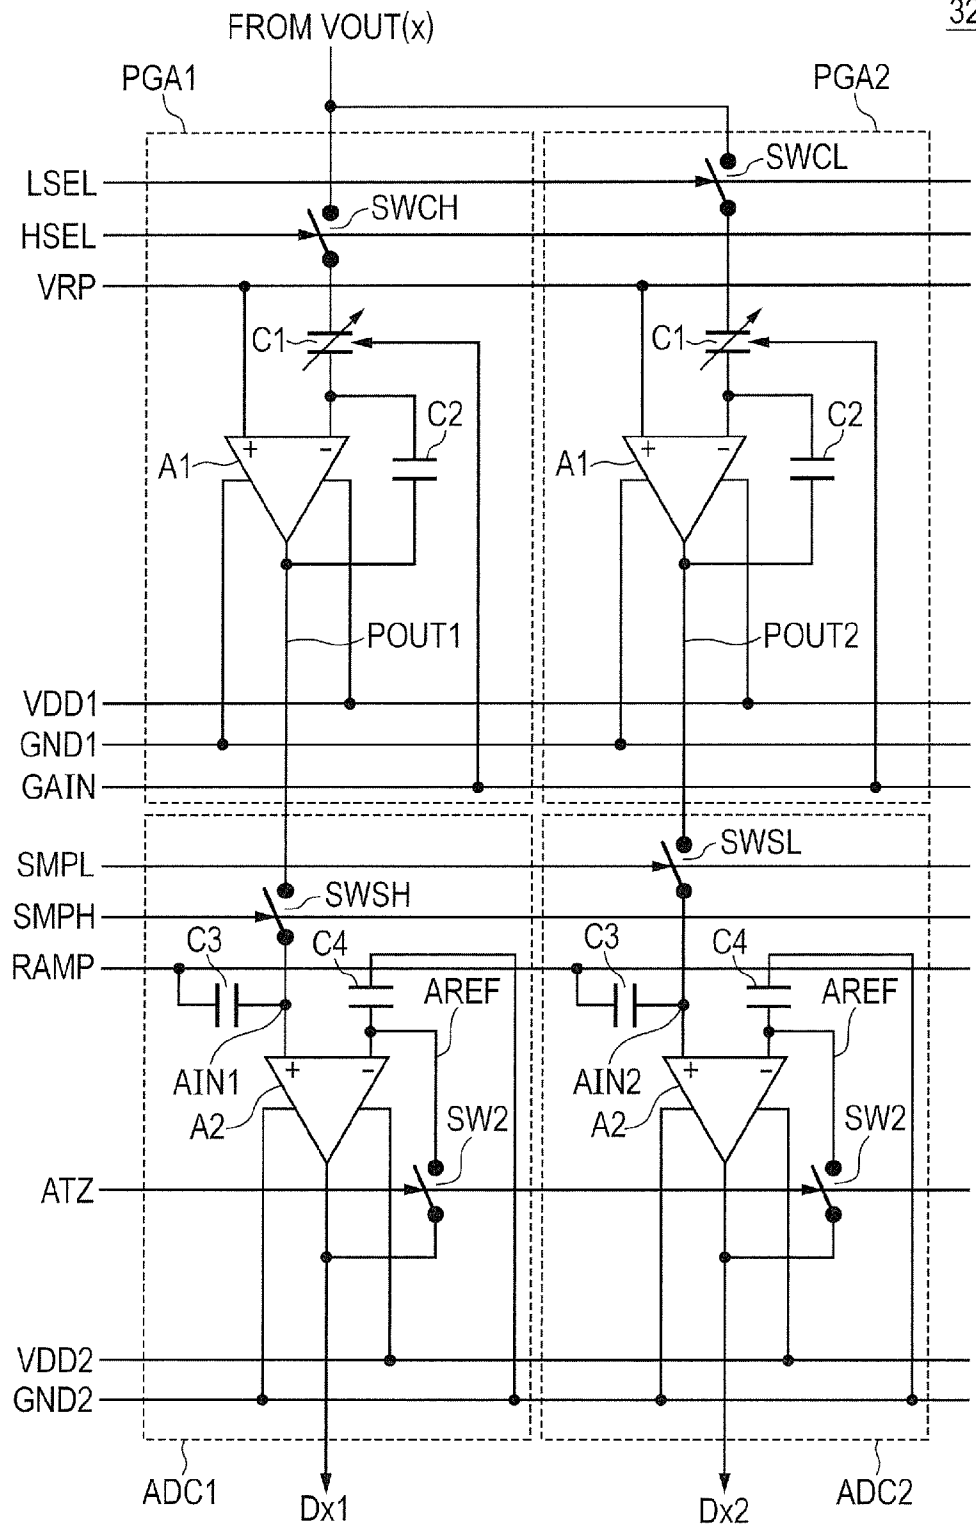 32
FROM VOUT(x)
PGA1
PGA2
LSEL
SWCL
SWCH
HSEL
VRP
C1
C1
C2
C2
+
-
+
-
A1
A1
POUT1
POUT2
VDD1
GND1
GAIN
SMPL
SWSL
SWSH
SMPH
C3
C4
C3
C4
RAMP
AREF
AREF
+
-
+
-
AIN1
AIN2
A2
SW2
A2
SW2
ATZ
VDD2
GND2
ADC1
Dx1
Dx2
ADC2